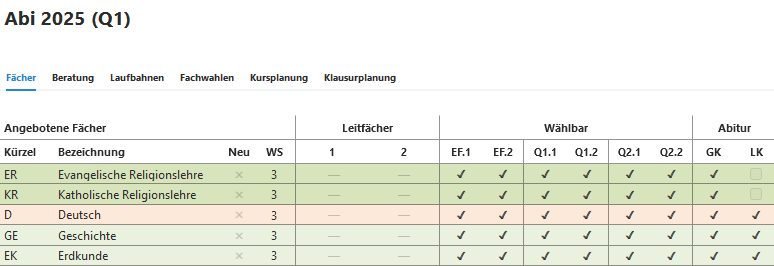 Abi 2025 (Q1)
Fächer Beratung Laufbahnen Fachwahlen Kursplanung Klausurplanung
Angebotene Fächer Leitfächer Wählbar Abitur
Kürzel Bezeichnung Neu WS 1 2 EF.1 EF.2 Q1.1 Q1.2 Q2.1 Q2.2 GK LK
ER Evangelische Religionslehre × 3 — — ✓ ✓ ✓ ✓ ✓ ✓ ✓
KR Katholische Religionslehre × 3 — — ✓ ✓ ✓ ✓ ✓ ✓ ✓
D Deutsch × 3 — — ✓ ✓ ✓ ✓ ✓ ✓ ✓ ✓
GE Geschichte × 3 — — ✓ ✓ ✓ ✓ ✓ ✓ ✓ ✓
EK Erdkunde × 3 — — ✓ ✓ ✓ ✓ ✓ ✓ ✓ ✓